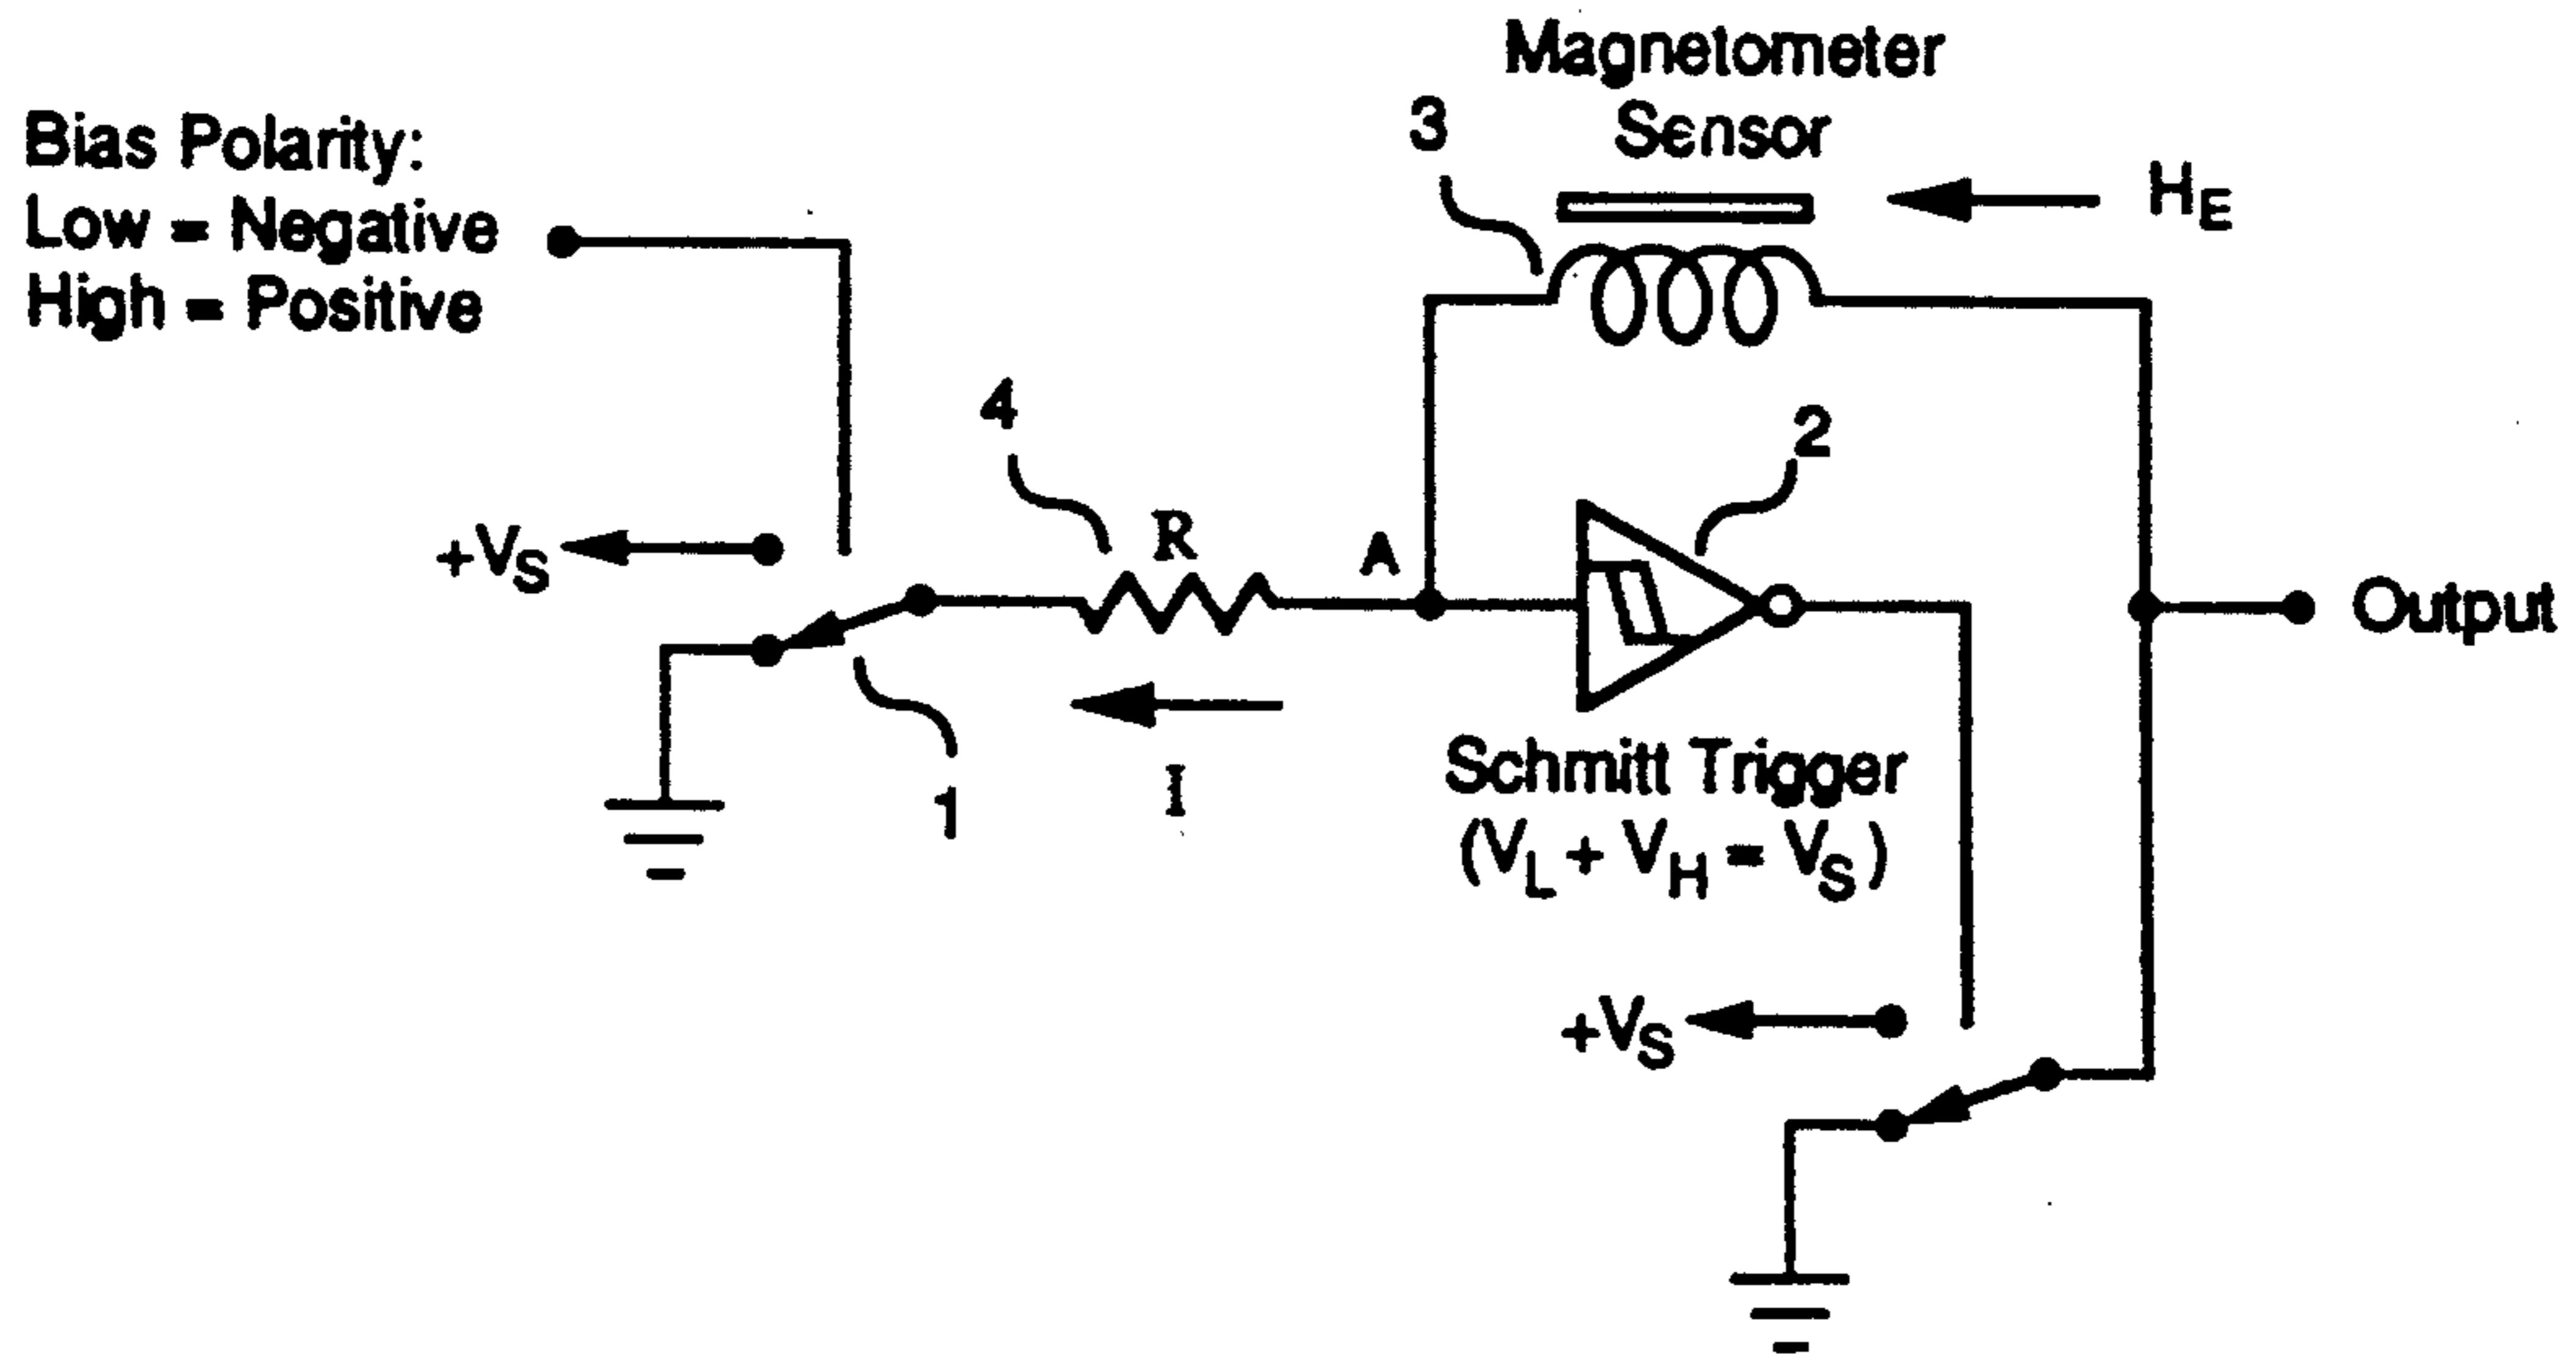 Magnetometer
Sensor
3
H_E
Bias Polarity:
Low = Negative
High = Positive
4
2
R
A
+V_S
Output
1
I
Schmitt Trigger
(V_L + V_H = V_S)
+V_S